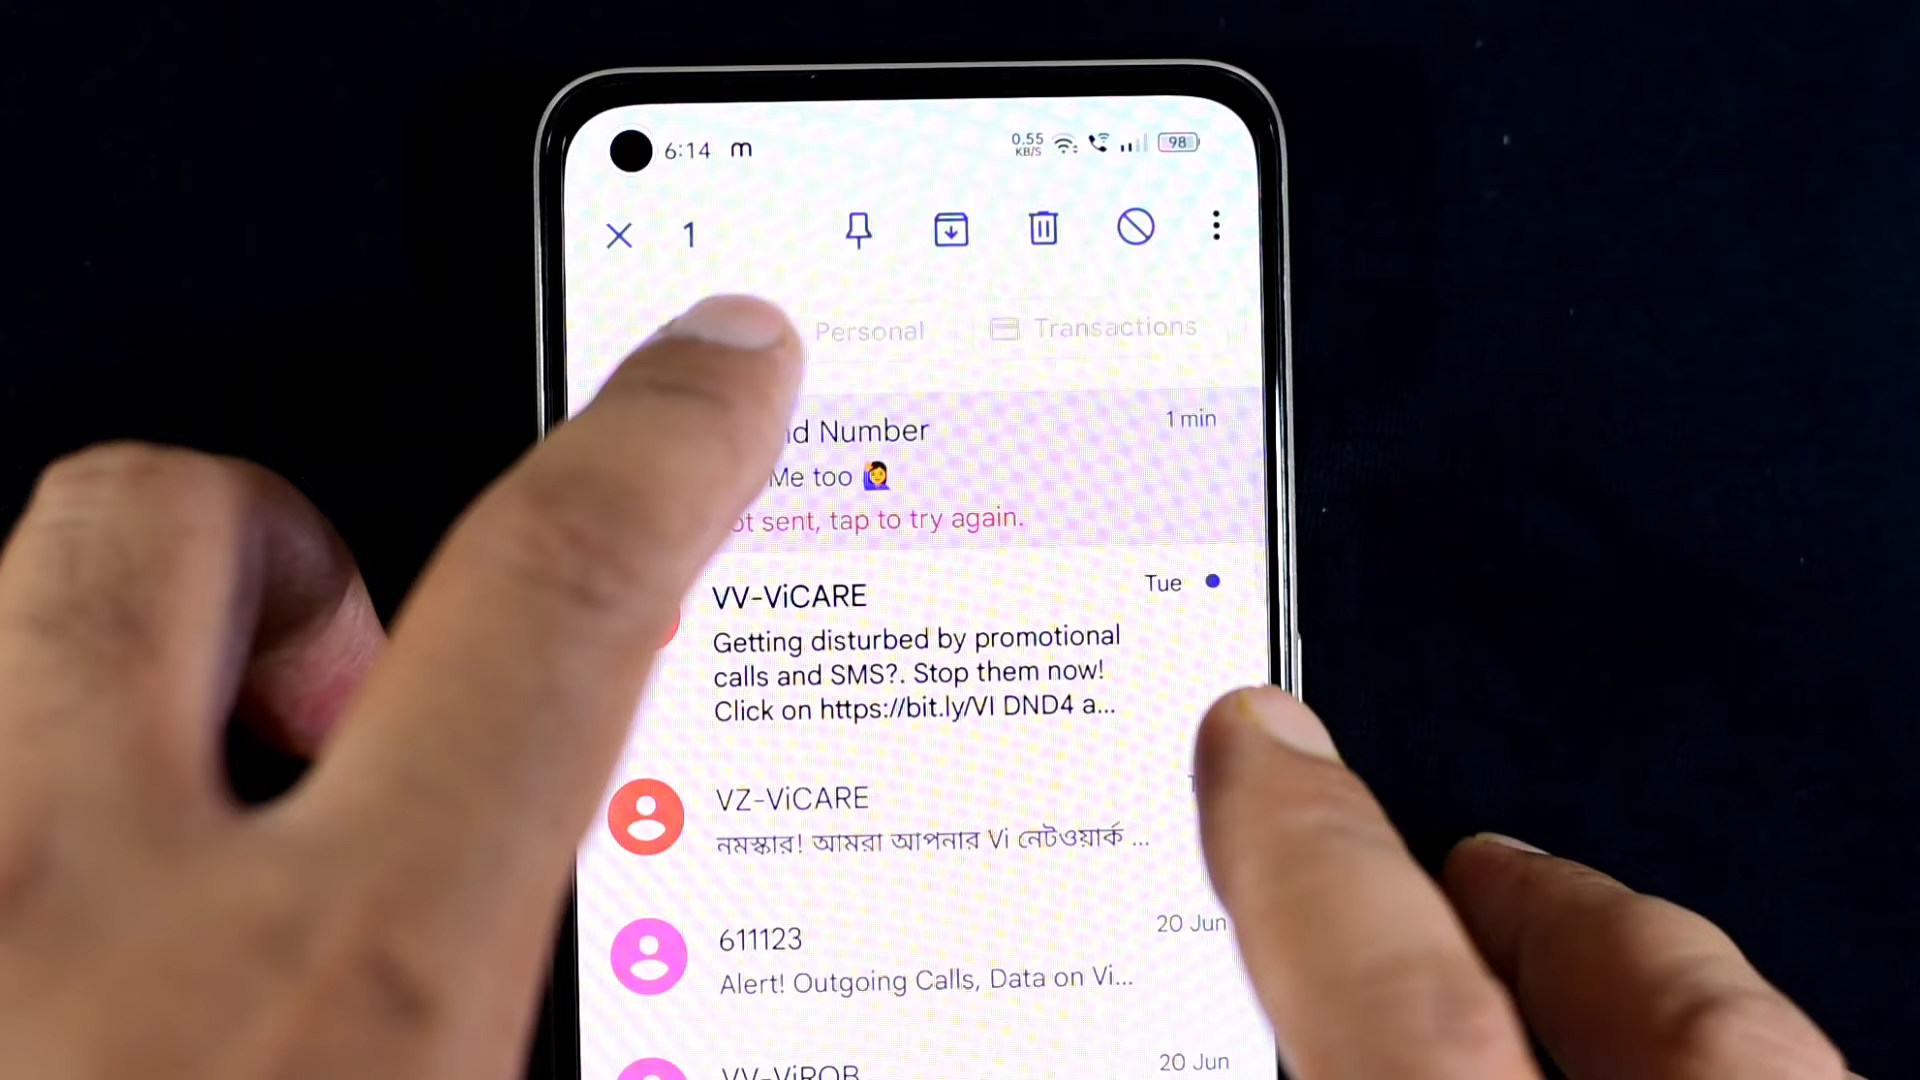 6:14 m
0.55
KB/S
98
1
Personal
Transactions
Number
1 min
Me too 🙋‍♀️
sent, tap to try again.
VV-ViCARE
Tue
Getting disturbed by promotional
calls and SMS?. Stop them now!
Click on https://bit.ly/VI DND4 a...
VZ-ViCARE
নমস্কার! আমরা আপনার Vi নেটওয়ার্ক ...
611123
20 Jun
Alert! Outgoing Calls, Data on Vi...
20 Jun